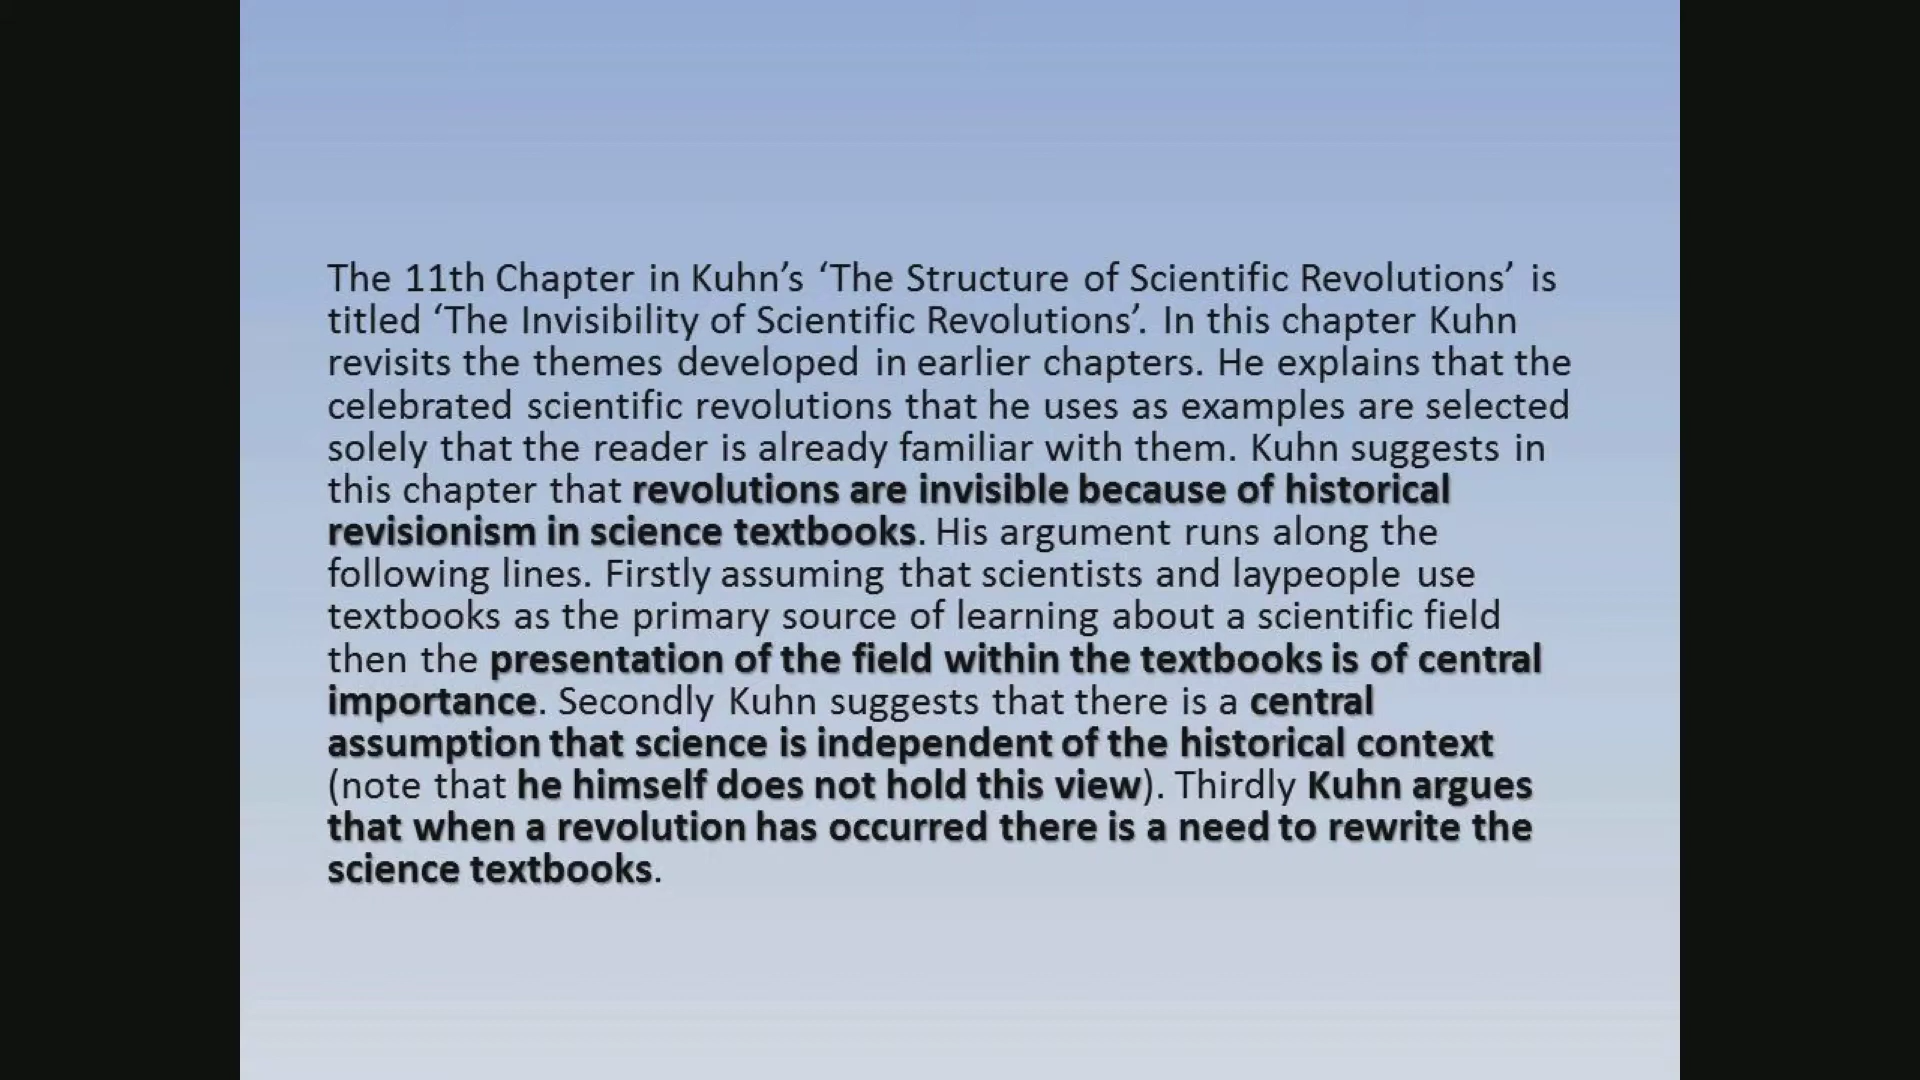 The 11th Chapter in Kuhn’s ‘The Structure of Scientific Revolutions’ is
titled ‘The Invisibility of Scientific Revolutions’. In this chapter Kuhn
revisits the themes developed in earlier chapters. He explains that the
celebrated scientific revolutions that he uses as examples are selected
solely that the reader is already familiar with them. Kuhn suggests in
this chapter that revolutions are invisible because of historical
revisionism in science textbooks. His argument runs along the
following lines. Firstly assuming that scientists and laypeople use
textbooks as the primary source of learning about a scientific field
then the presentation of the field within the textbooks is of central
importance. Secondly Kuhn suggests that there is a central
assumption that science is independent of the historical context
(note that he himself does not hold this view). Thirdly Kuhn argues
that when a revolution has occurred there is a need to rewrite the
science textbooks.